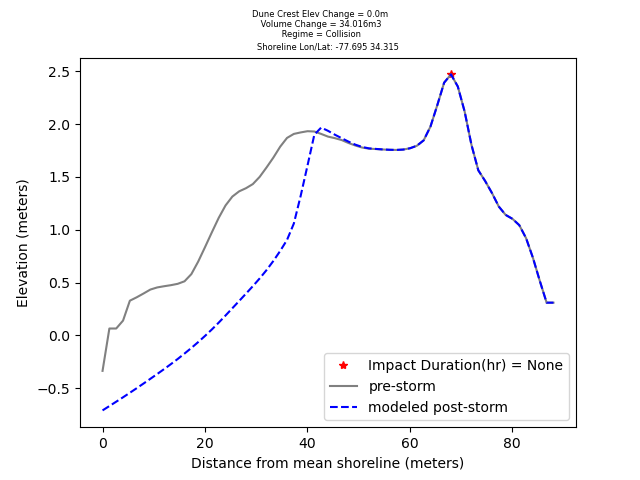 Dune Crest Elev Change = 0.0m
Volume Change = 34.016m3
Regime = Collision
Shoreline Lon/Lat: -77.695 34.315
2.5
2.0
1.5
1.0
0.5
0.0
−0.5
Elevation (meters)
Impact Duration(hr) = None
pre-storm
modeled post-storm
0 20 40 60 80
Distance from mean shoreline (meters)